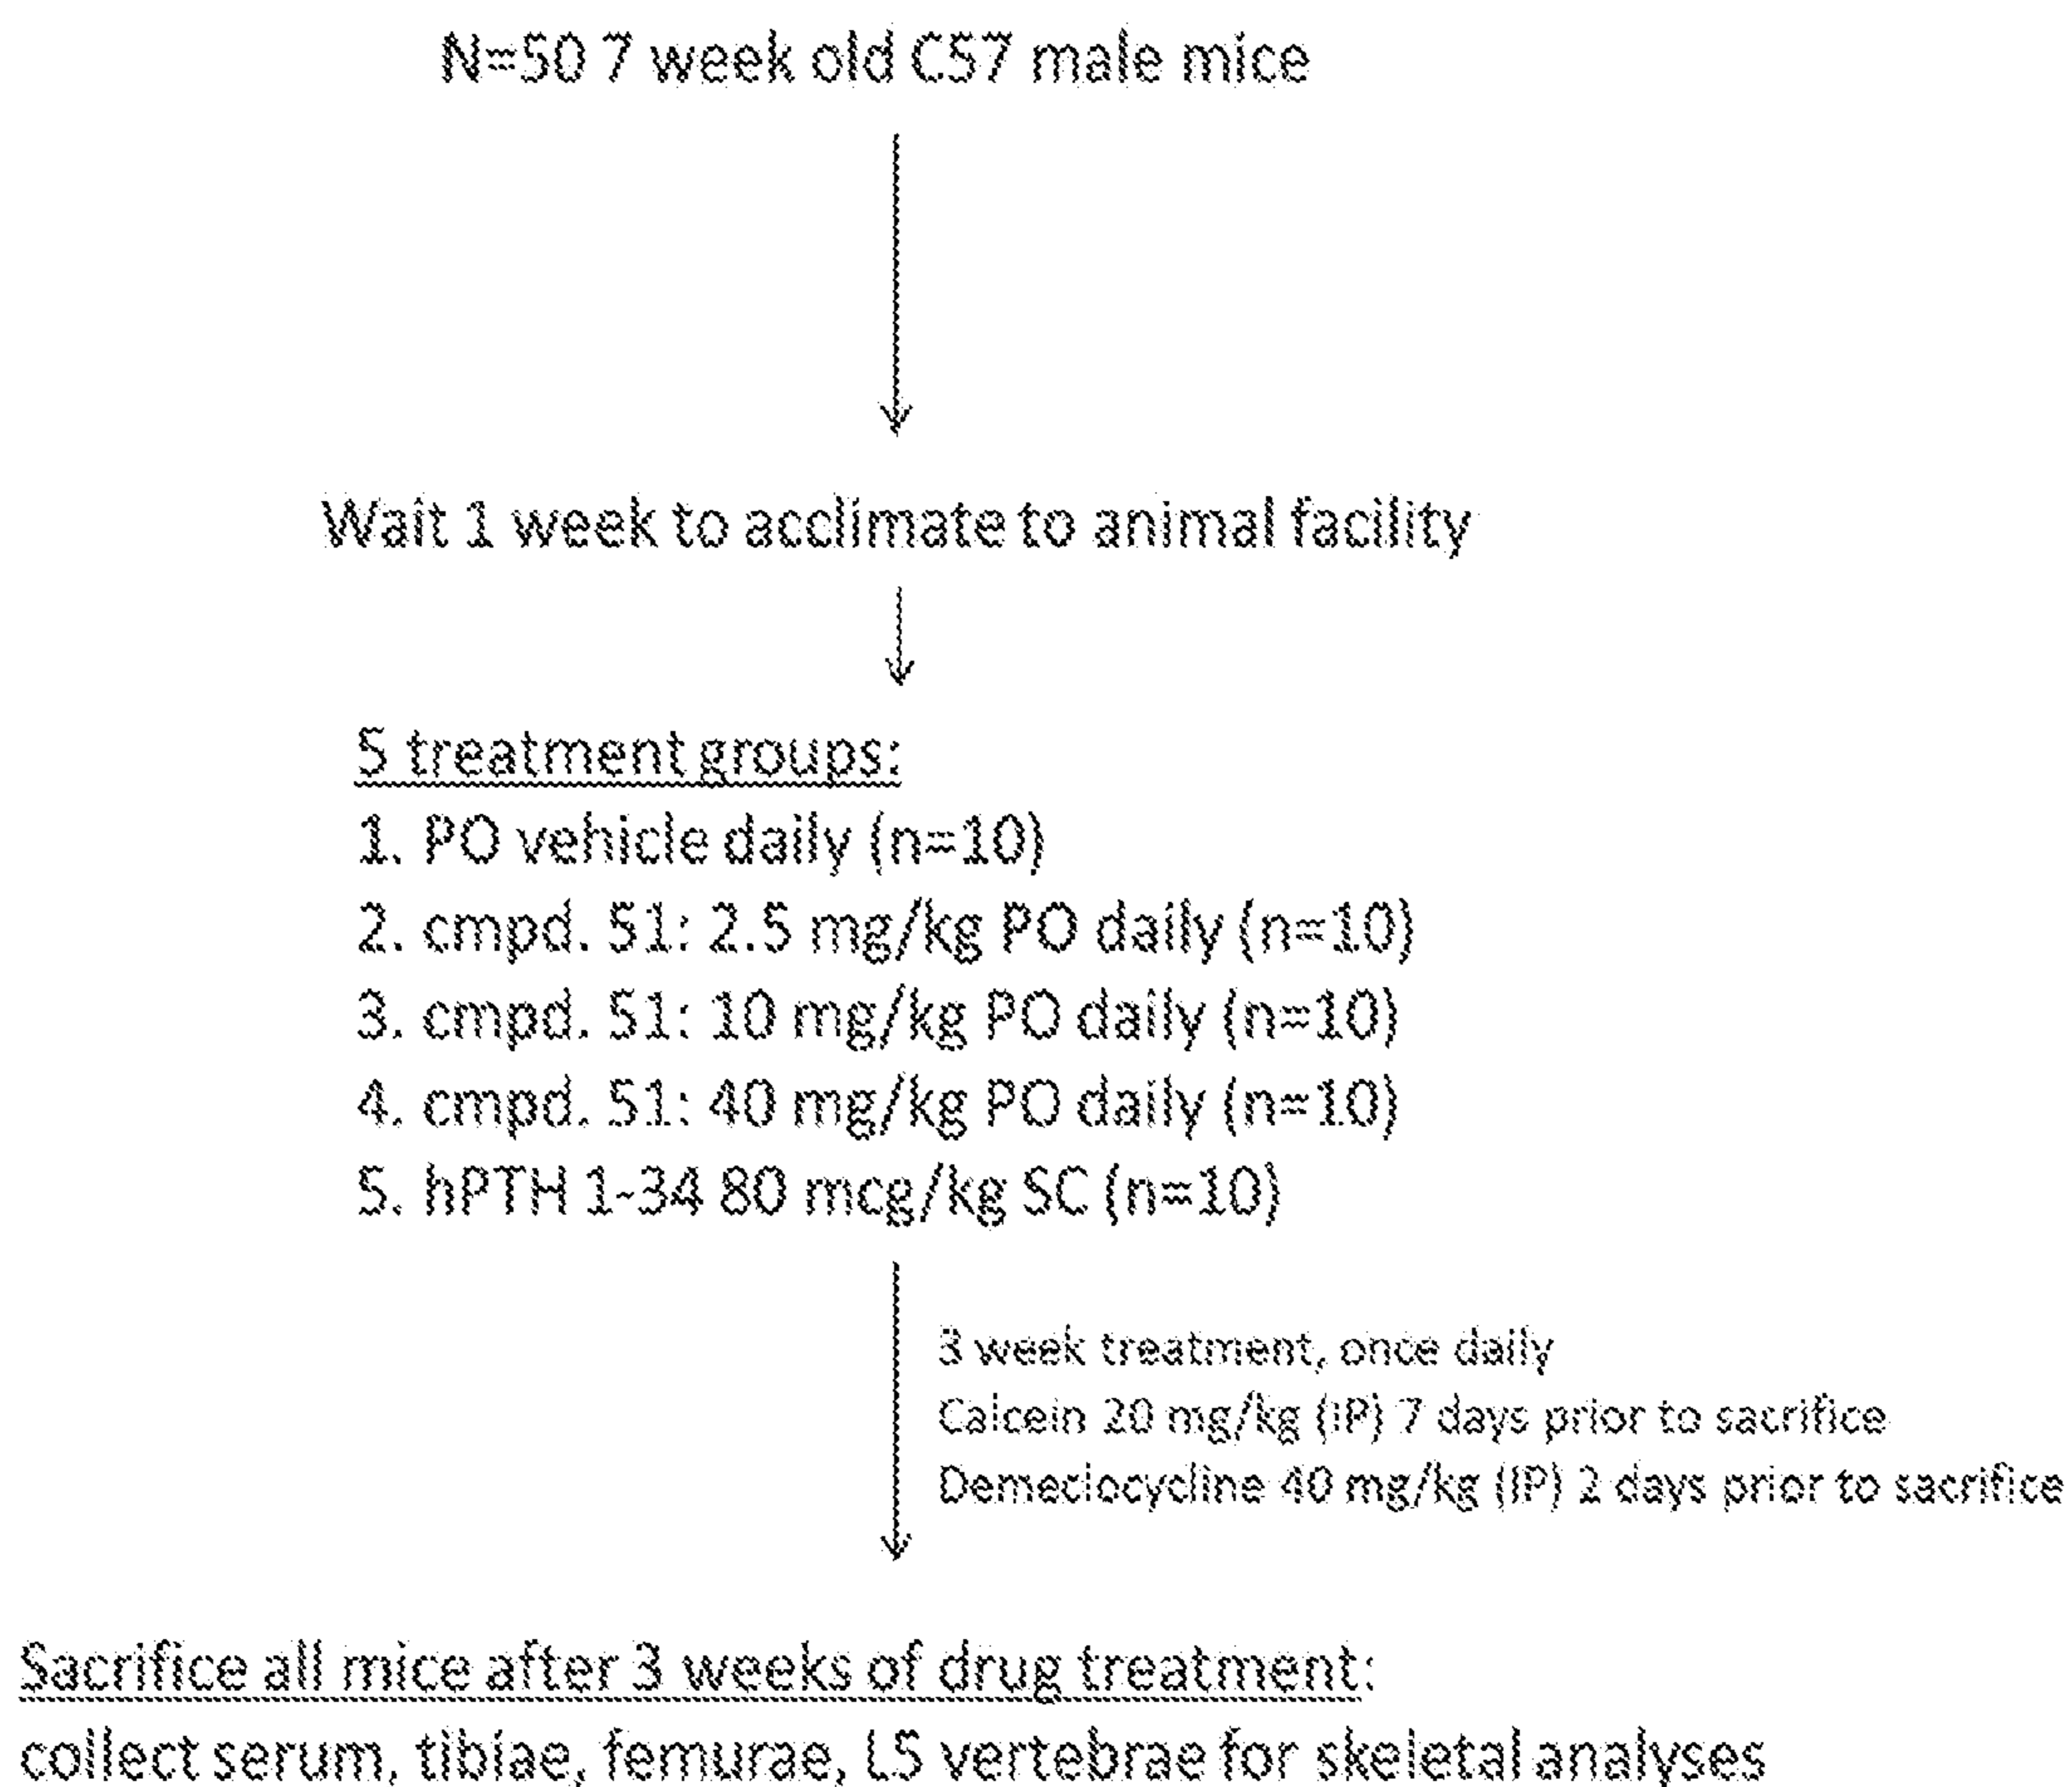 N=50 7 week old C57 male mice
Wait 1 week to acclimate to animal facility
5 treatment groups:
1. PO vehicle daily (n=10)
2. cmpd. 51: 2.5 mg/kg PO daily (n=10)
3. cmpd. 51: 10 mg/kg PO daily (n=10)
4. cmpd. 51: 40 mg/kg PO daily (n=10)
5. hPTH 1-34 80 mcg/kg SC (n=10)
3 week treatment, once daily
Calcein 20 mg/kg (IP) 7 days prior to sacrifice
Demeclocycline 40 mg/kg (IP) 2 days prior to sacrifice
Sacrifice all mice after 3 weeks of drug treatment:
collect serum, tibiae, femurae, L5 vertebrae for skeletal analyses